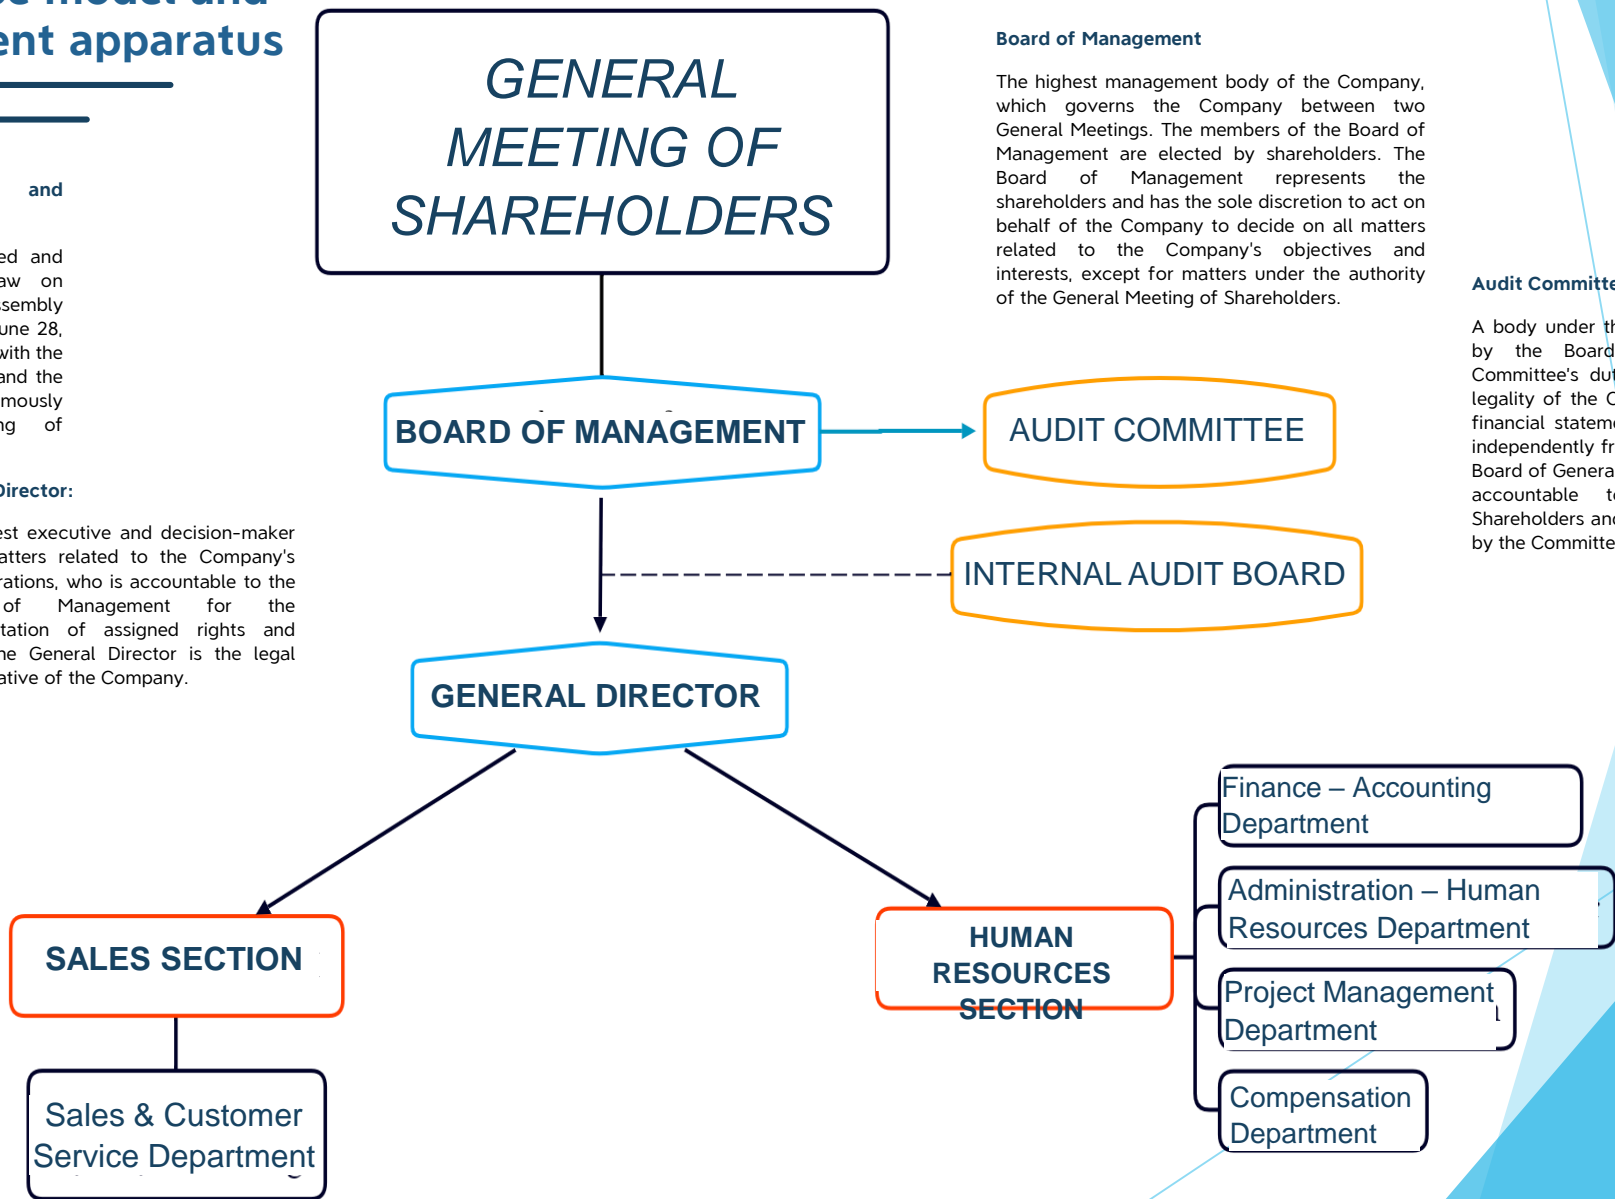 ent apparatus
and
ed and
aw on
ssembly
une 28,
with the
and the
mously
ng of
Director:
est executive and decision-maker
atters related to the Company's
rations, who is accountable to the
of Management for the
tation of assigned rights and
he General Director is the legal
ative of the Company.
GENERAL
MEETING OF
SHAREHOLDERS
Board of Management
The highest management body of the Company,
which governs the Company between two
General Meetings. The members of the Board of
Management are elected by shareholders. The
Board of Management represents the
shareholders and has the sole discretion to act on
behalf of the Company to decide on all matters
related to the Company's objectives and
interests, except for matters under the authority
of the General Meeting of Shareholders.
Audit Committe
A body under th
by the Board
Committee's dut
legality of the C
financial stateme
independently fr
Board of Genera
accountable t
Shareholders and
by the Committe
BOARD OF MANAGEMENT
AUDIT COMMITTEE
INTERNAL AUDIT BOARD
GENERAL DIRECTOR
SALES SECTION
Sales & Customer
Service Department
HUMAN
RESOURCES
SECTION
Finance – Accounting
Department
Administration – Human
Resources Department
Project Management
Department
Compensation
Department